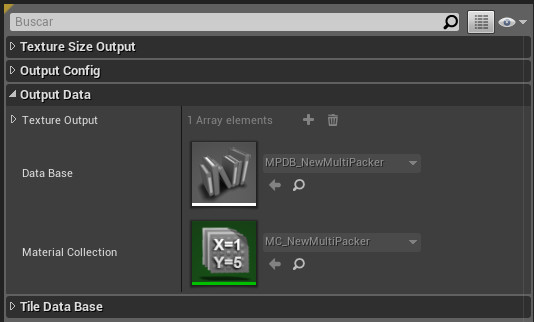 Buscar
Texture Size Output
Output Config
Output Data
Texture Output
1 Array elements
Data Base
MPDB_NewMultiPacker
Material Collection
X=1
Y=5
MC_NewMultiPacker
Tile Data Base